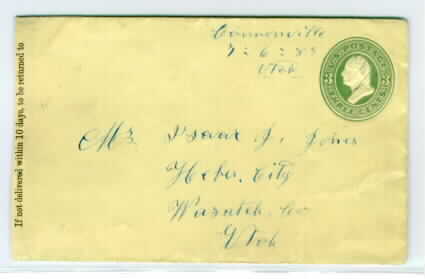 Cannonville
7 - 6 - 85
Utah
U.S. POSTAGE
THREE CENTS
If not delivered within 10 days, to be returned to
Mr. Isaac J. Jones
Heber City
Wasatch Co
Utah